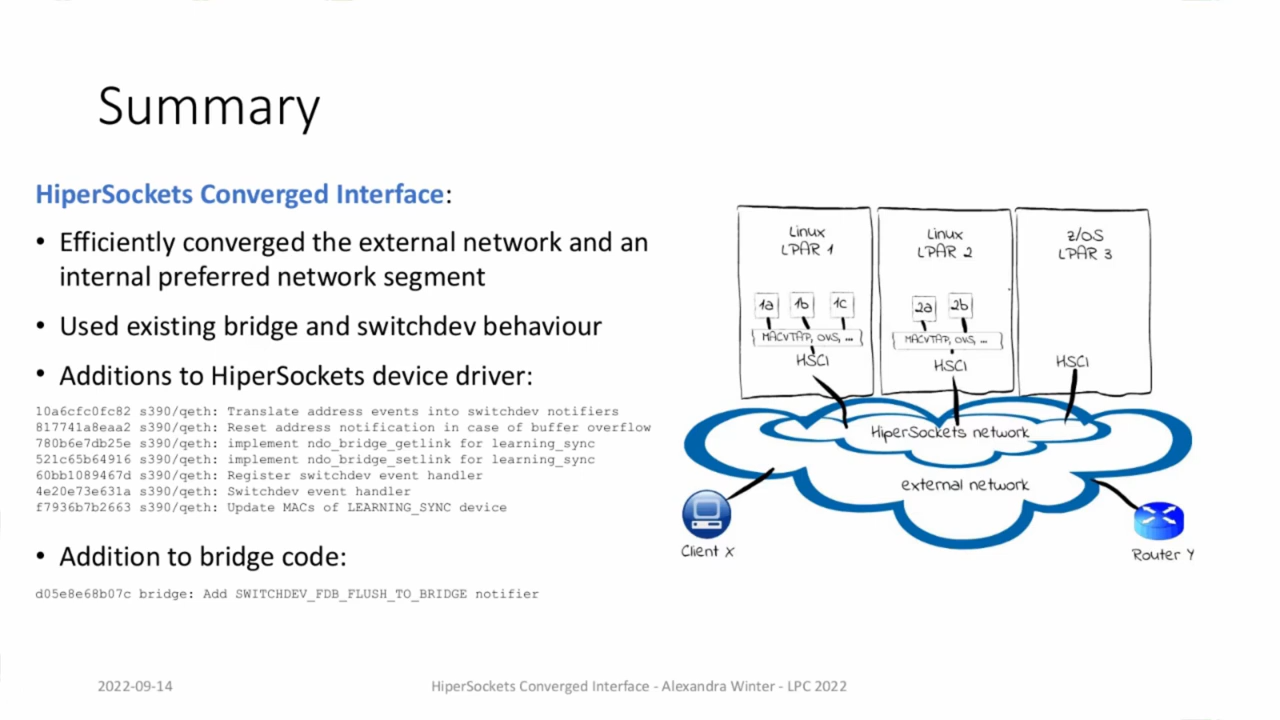 Summary
HiperSockets Converged Interface:
• Efficiently converged the external network and an
internal preferred network segment
• Used existing bridge and switchdev behaviour
• Additions to HiperSockets device driver:
10a6cfc0fc82 s390/qeth: Translate address events into switchdev notifiers
817741a8eaa2 s390/qeth: Reset address notification in case of buffer overflow
780b6e7db25e s390/qeth: implement ndo_bridge_getlink for learning_sync
521c65b64916 s390/qeth: implement ndo_bridge_setlink for learning_sync
60bb1089467d s390/qeth: Register switchdev event handler
4e20e73e631a s390/qeth: Switchdev event handler
f7936b7b2663 s390/qeth: Update MACs of LEARNING_SYNC device
• Addition to bridge code:
d05e8e68b07c bridge: Add SWITCHDEV_FDB_FLUSH_TO_BRIDGE notifier
Linux
LPAR 1
1a 1b 1c
MACVTAP, OVS, ...
HSCI
Linux
LPAR 2
2a 2b
MACVTAP, OVS, ...
HSCI
z/OS
LPAR 3
HSCI
HiperSockets network
external network
Client X
Router Y
2022-09-14
HiperSockets Converged Interface - Alexandra Winter - LPC 2022